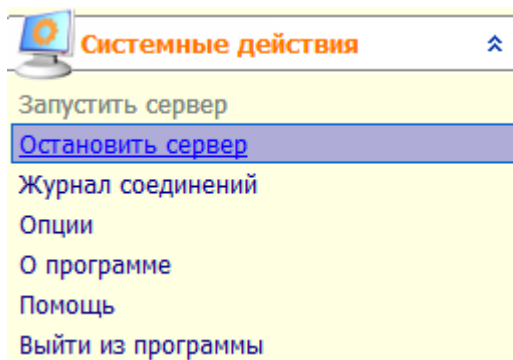 Системные действия
Запустить сервер
Остановить сервер
Журнал соединений
Опции
О программе
Помощь
Выйти из программы